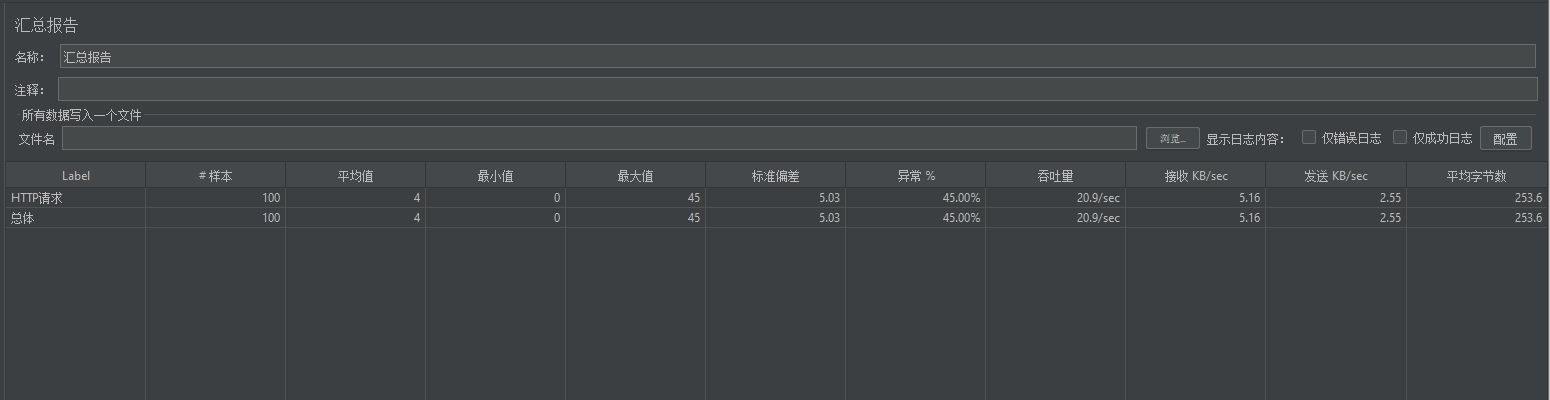 汇总报告
名称： 汇总报告
注释：
所有数据写入一个文件
文件名 浏览... 显示日志内容： 仅错误日志 仅成功日志 配置
Label # 样本 平均值 最小值 最大值 标准偏差 异常 % 吞吐量 接收 KB/sec 发送 KB/sec 平均字节数
HTTP请求 100 4 0 45 5.03 45.00% 20.9/sec 5.16 2.55 253.6
总体 100 4 0 45 5.03 45.00% 20.9/sec 5.16 2.55 253.6